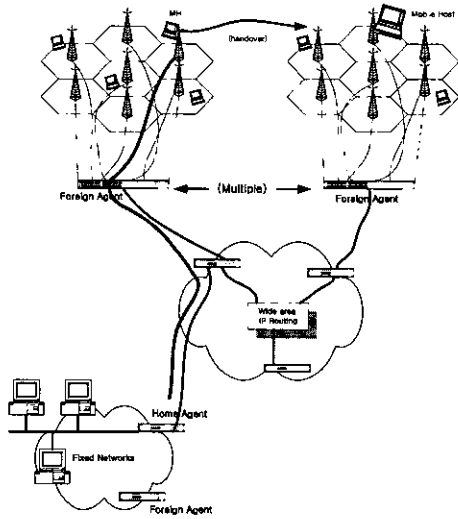 MH
Mobile Host
(handover)
(Multiple)
Foreign Agent
Foreign Agent
Wide area
IP Routing
Home Agent
Fixed Networks
Foreign Agent